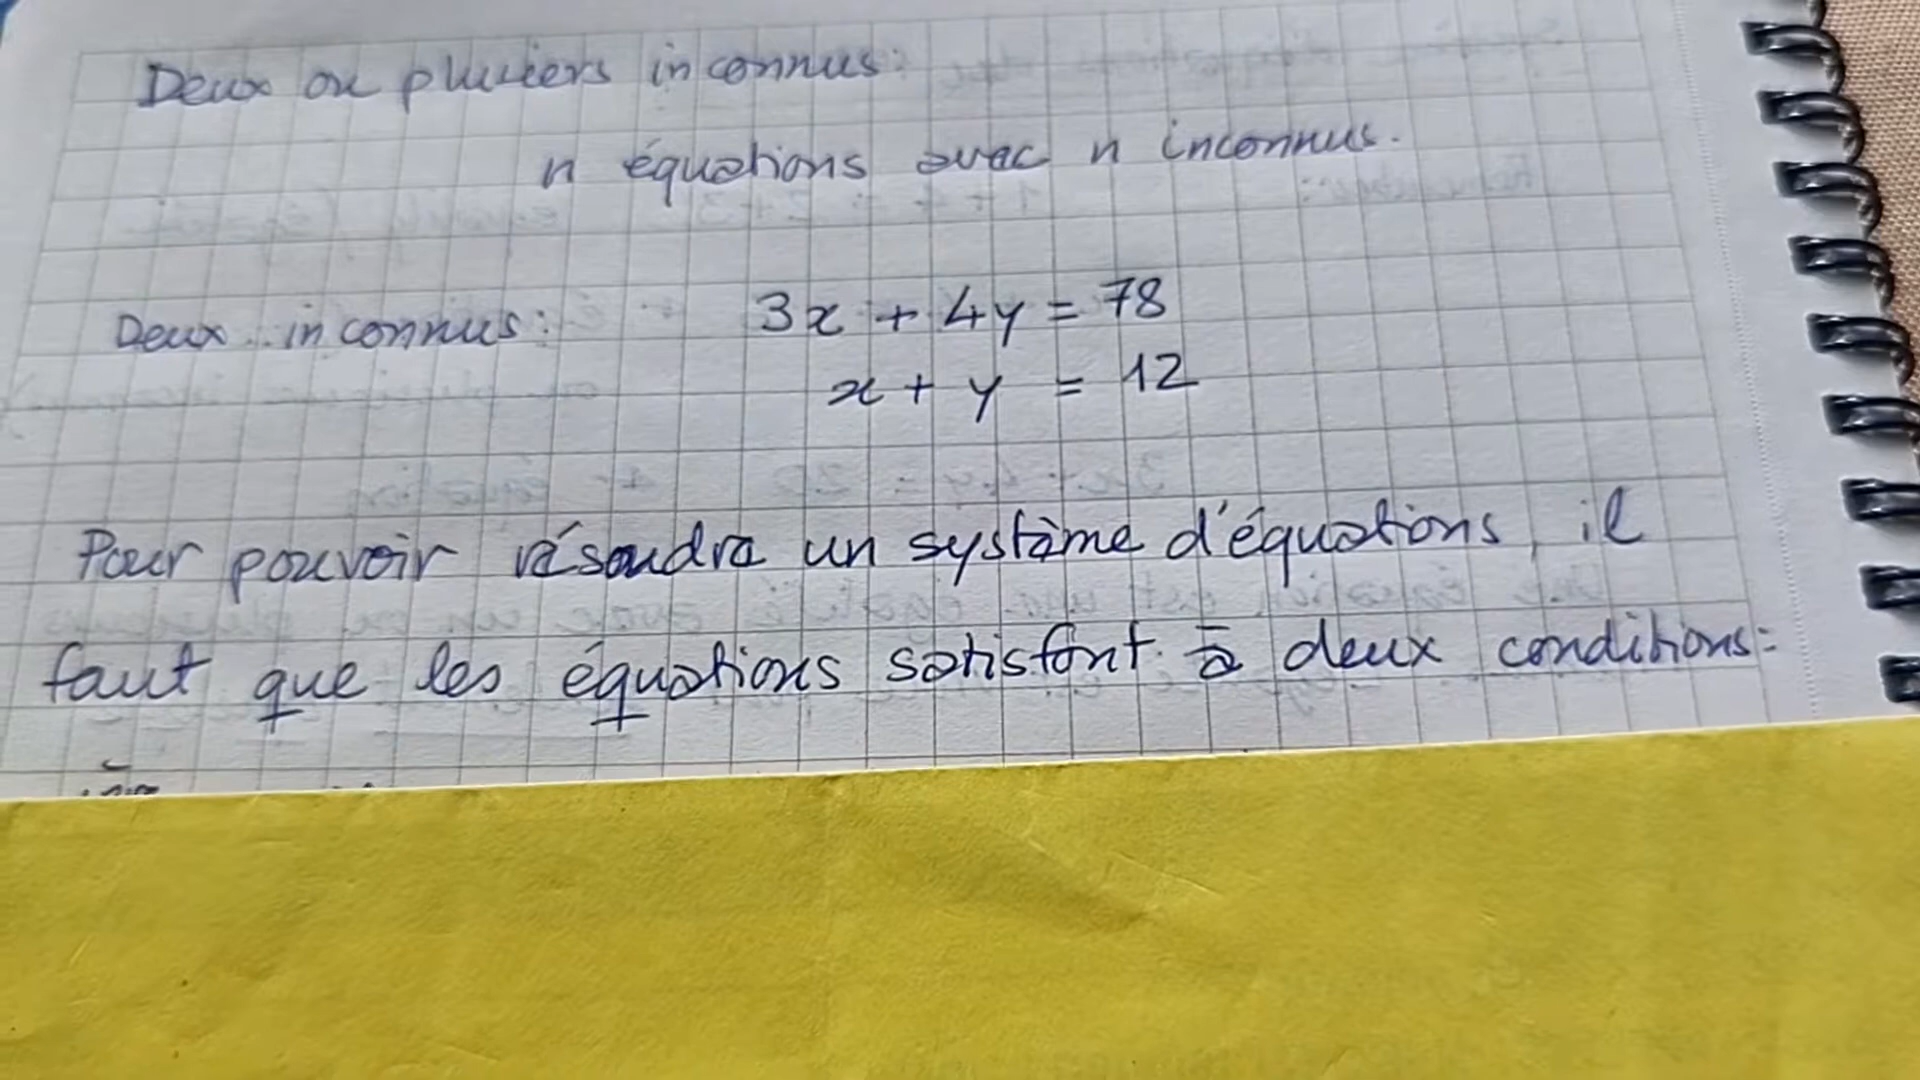 Deux ou plusiers inconnus:
n équations avec n inconnus.
Deux inconnus: 3x + 4y = 78
x + y = 12
Pour pouvoir résoudre un système d'équations, il
faut que les équations satisfont à deux conditions: